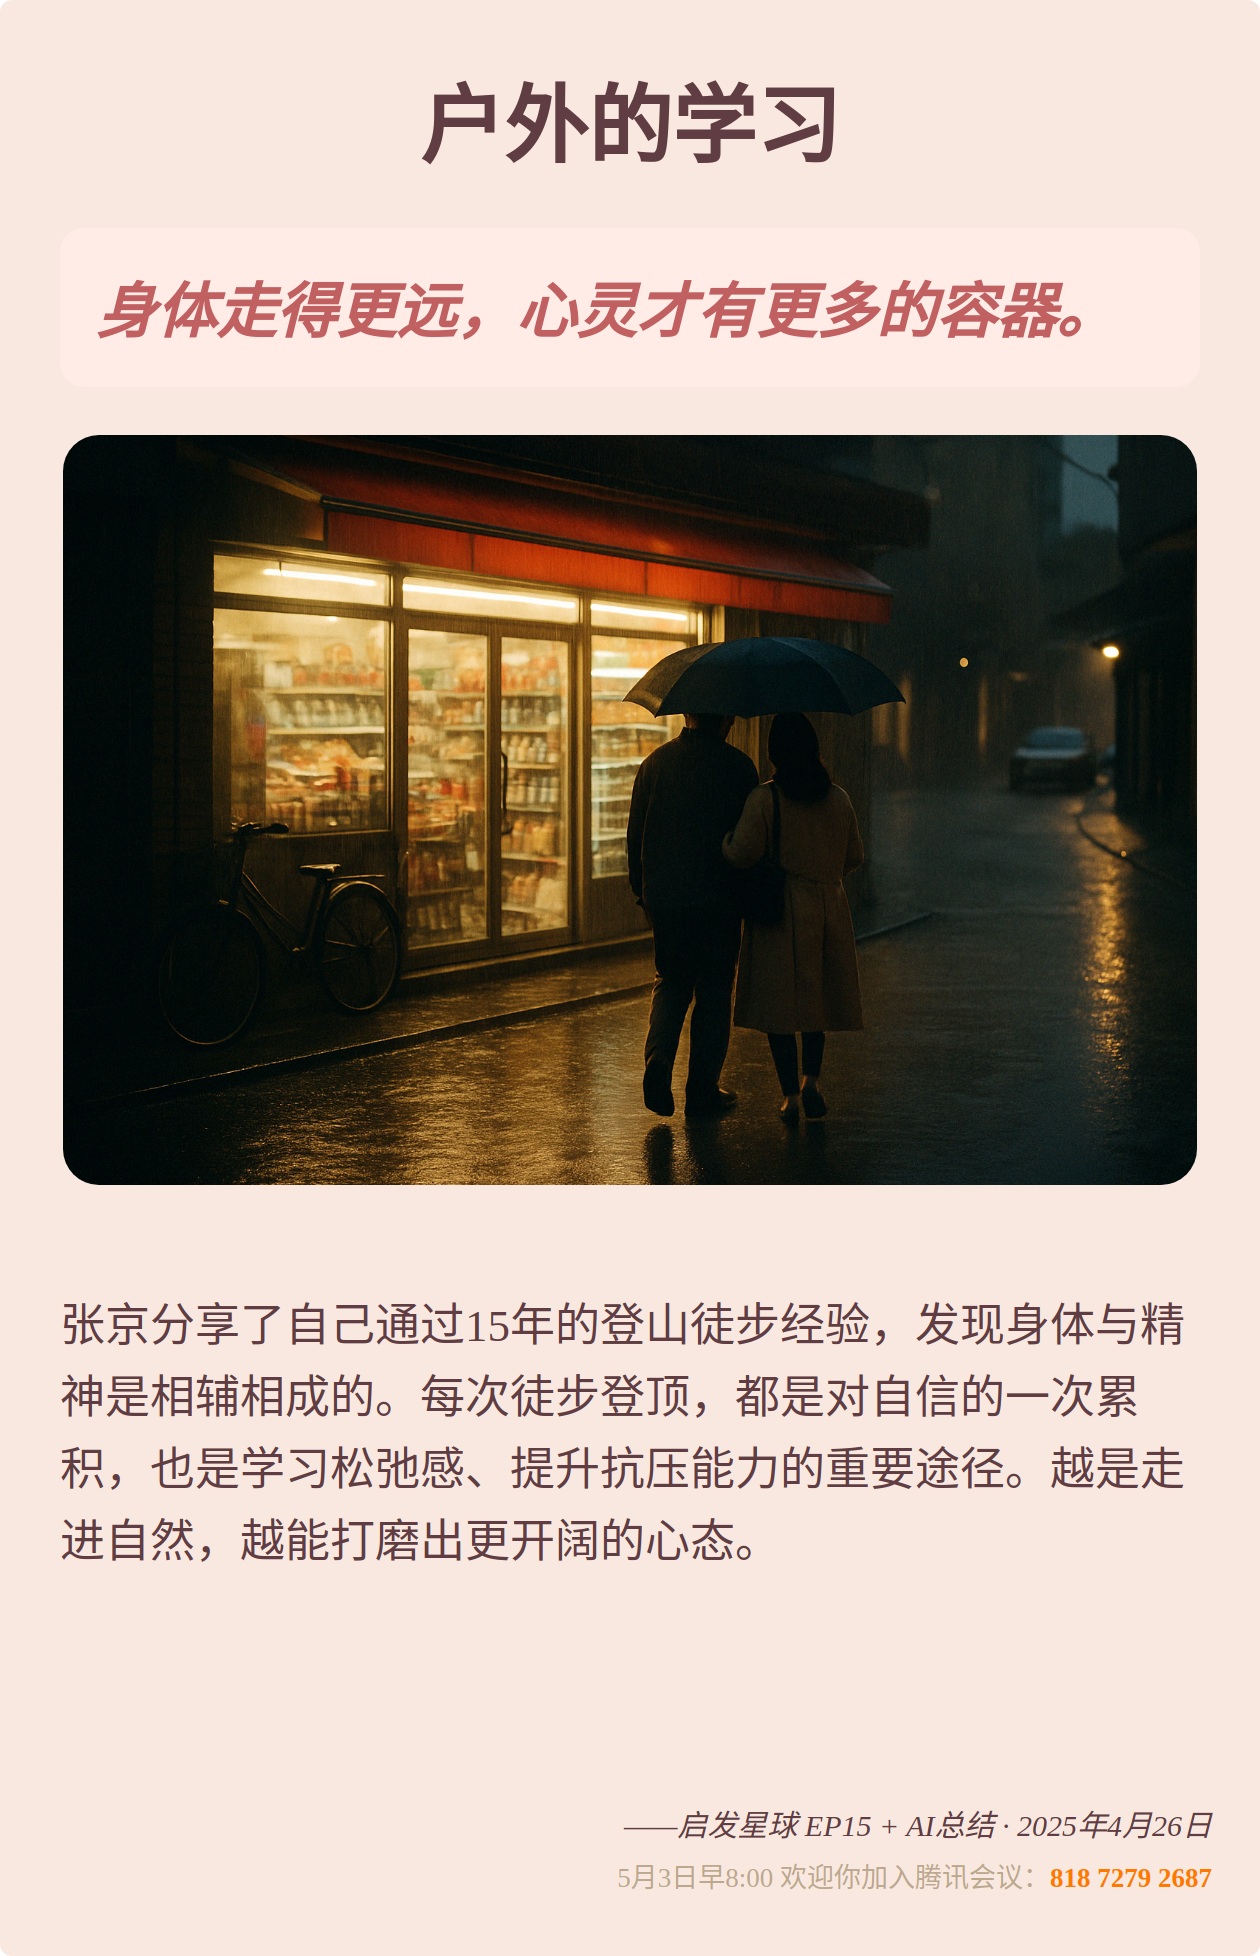 户外的学习
身体走得更远，心灵才有更多的容器。
张京分享了自己通过15年的登山徒步经验，发现身体与精
神是相辅相成的。每次徒步登顶，都是对自信的一次累
积，也是学习松弛感、提升抗压能力的重要途径。越是走
进自然，越能打磨出更开阔的心态。
——启发星球 EP15 + AI总结 · 2025年4月26日
5月3日早8:00 欢迎你加入腾讯会议：818 7279 2687